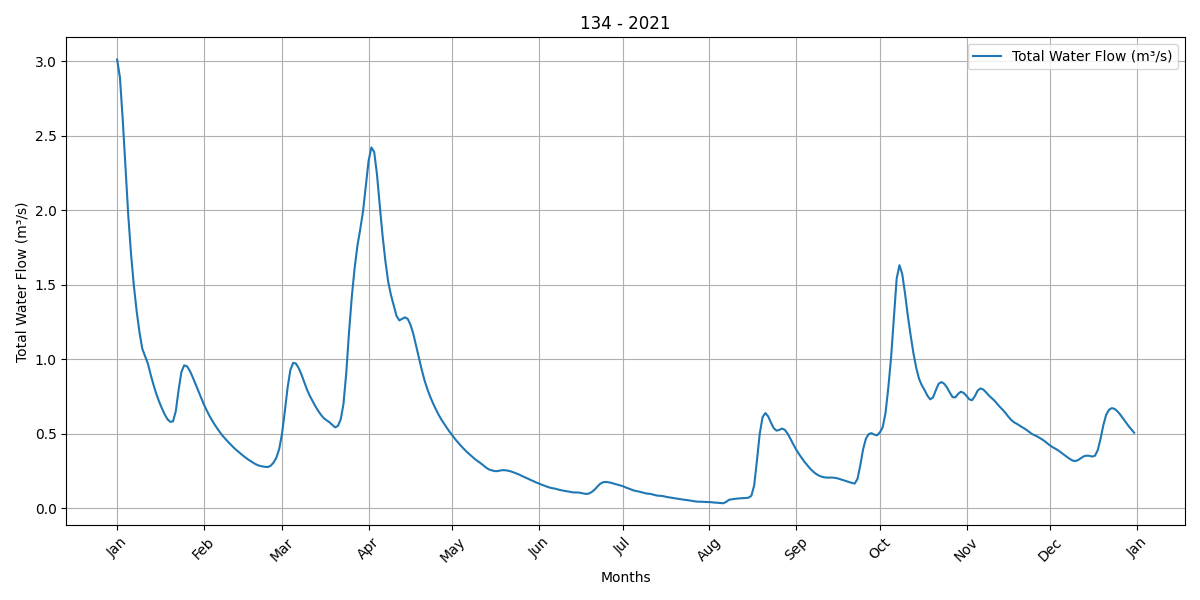 134 - 2021
Total Water Flow (m³/s)
Total Water Flow (m³/s)
3.0
2.5
2.0
1.5
1.0
0.5
0.0
Jan Feb Mar Apr May Jun Jul Aug Sep Oct Nov Dec Jan
Months